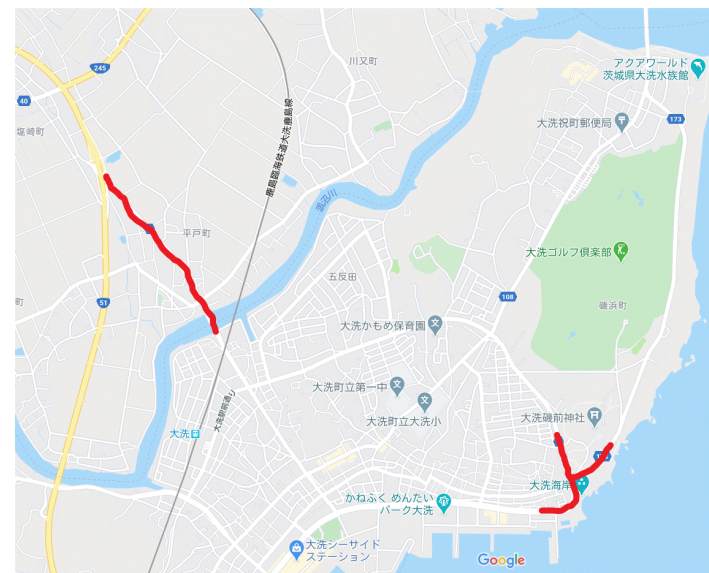 245
40
塩崎町
川又町
アクアワールド
茨城県大洗水族館
大洗祝町郵便局
173
鹿島臨海鉄道大洗鹿島線
涸沼川
平戸町
五反田
大洗ゴルフ倶楽部
町
51
108
磯浜町
大洗かもめ保育園
文
大洗町立第一中
文
大洗町立大洗小
文
大洗駅前通り
大洗
大洗磯前神社
大洗海岸
かねふく めんたい
パーク大洗
大洗シーサイド
ステーション
Google